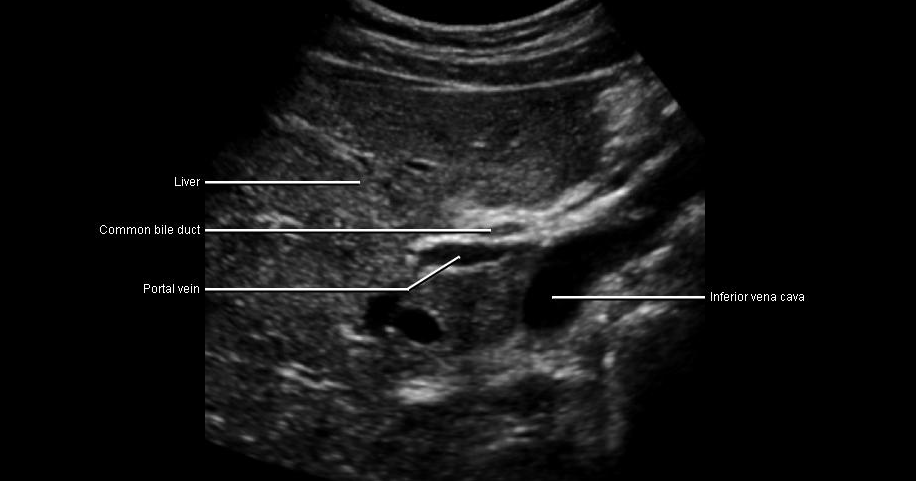 Liver
Common bile duct
Portal vein
Inferior vena cava